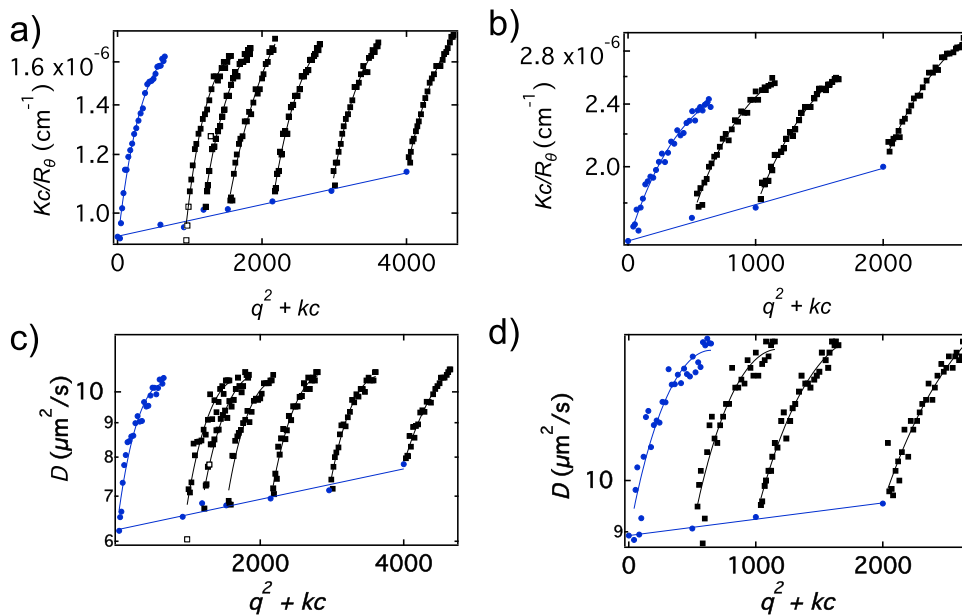 a)
Kc/Rθ (cm⁻¹)
1.6 x10⁻⁶
1.4
1.2
1.0
0
2000
4000
q² + kc
b)
Kc/Rθ (cm⁻¹)
2.8 x10⁻⁶
2.4
2.0
0
1000
2000
q² + kc
c)
D (µm²/s)
10
9
8
7
6
0
2000
4000
q² + kc
d)
D (µm²/s)
10
9
0
1000
2000
q² + kc